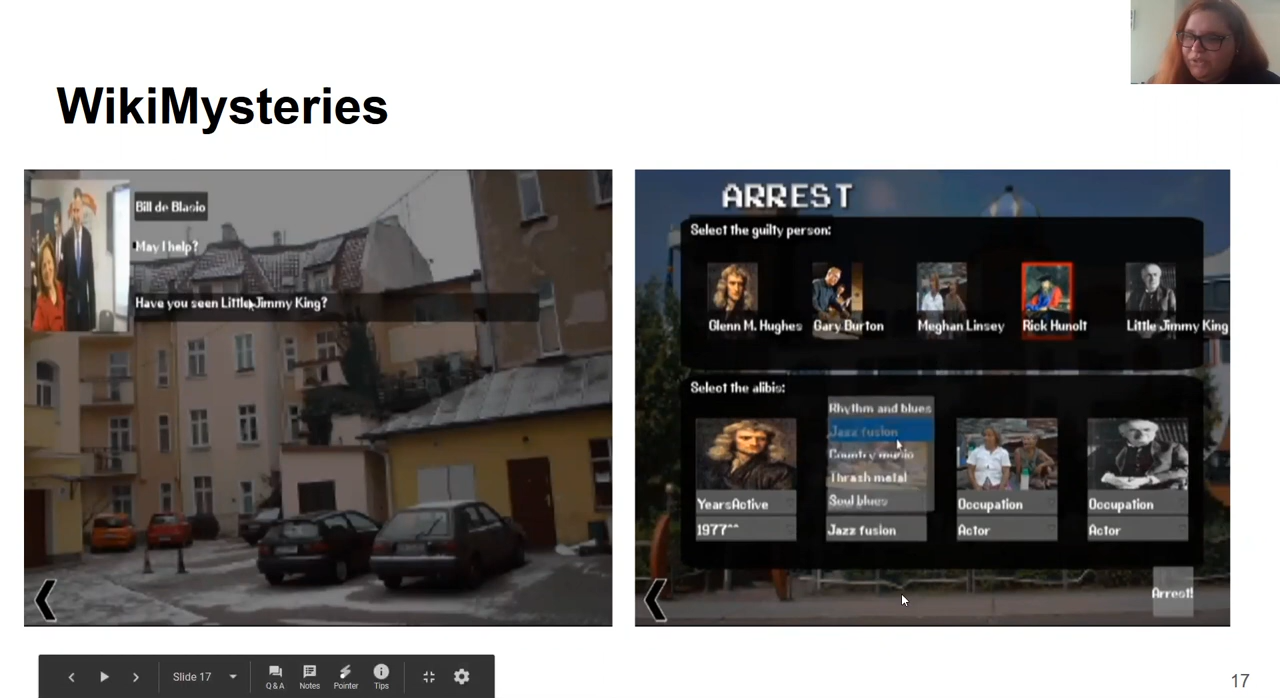 WikiMysteries
Bill de Blasio
May I help?
Have you seen Little Jimmy King?
ARREST
Select the guilty person:
Glenn M. Hughes
Gary Burton
Meghan Linsey
Rick Hunolt
Little Jimmy King
Select the alibis:
Rhythm and blues
Jazz fusion
Country music
Thrash metal
Soul blues
YearsActive
Occupation
Occupation
1977^^
Jazz fusion
Actor
Actor
Arrest!
Slide 17
Q & A
Notes
Pointer
Tips
17